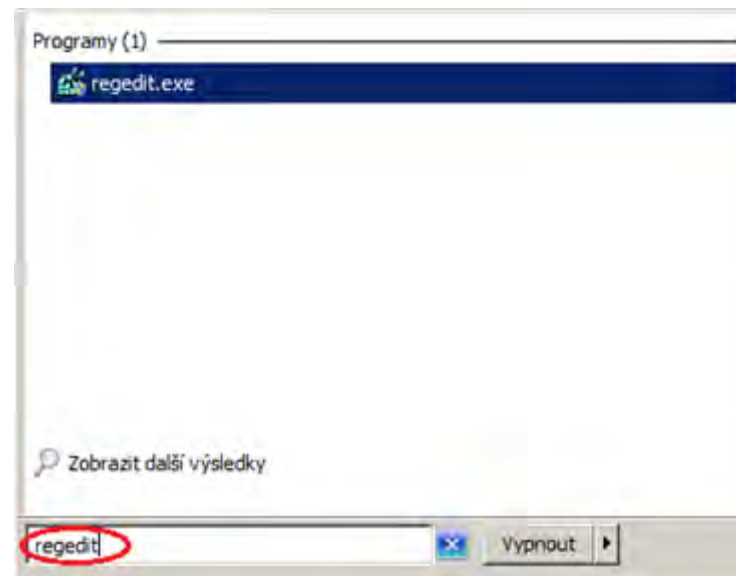 Programy (1)
regedit.exe
Zobrazit další výsledky
regedit
Vypnout